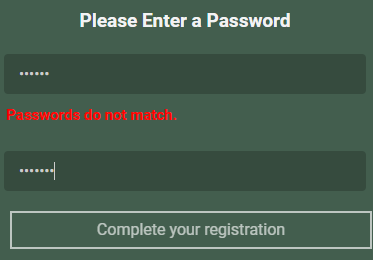 Please Enter a Password
••••••
Passwords do not match.
•••••••
Complete your registration